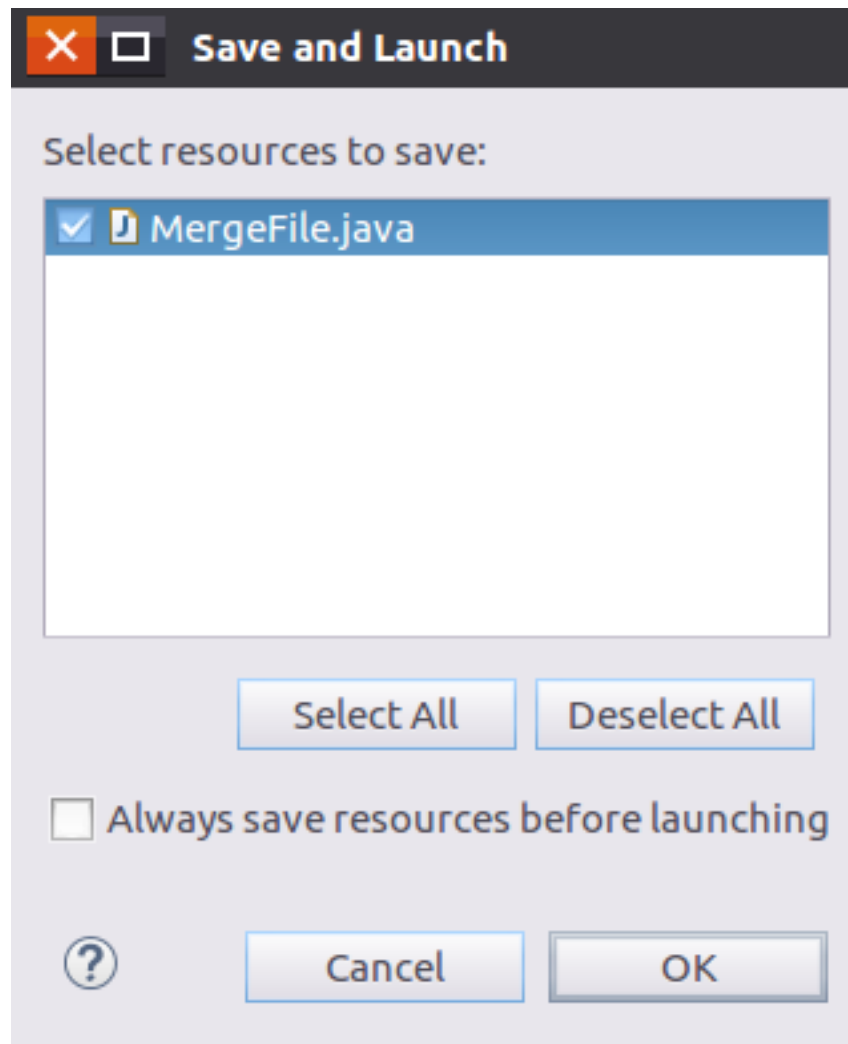 Save and Launch
Select resources to save:
MergeFile.java
Select All Deselect All
Always save resources before launching
? Cancel OK